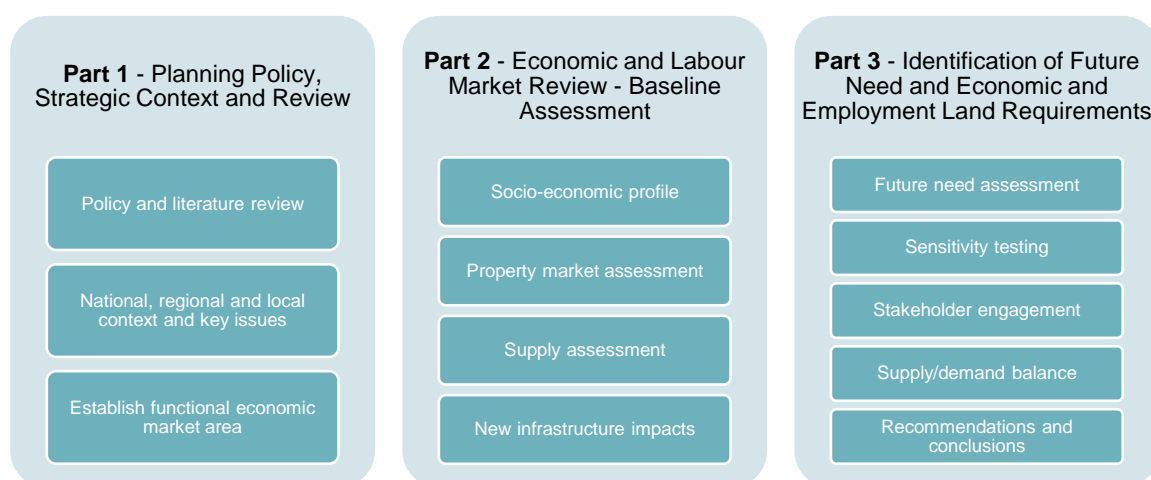 Part 1 - Planning Policy,
Strategic Context and Review
Policy and literature review
National, regional and local
context and key issues
Establish functional economic
market area
Part 2 - Economic and Labour
Market Review - Baseline
Assessment
Socio-economic profile
Property market assessment
Supply assessment
New infrastructure impacts
Part 3 - Identification of Future
Need and Economic and
Employment Land Requirements
Future need assessment
Sensitivity testing
Stakeholder engagement
Supply/demand balance
Recommendations and
conclusions